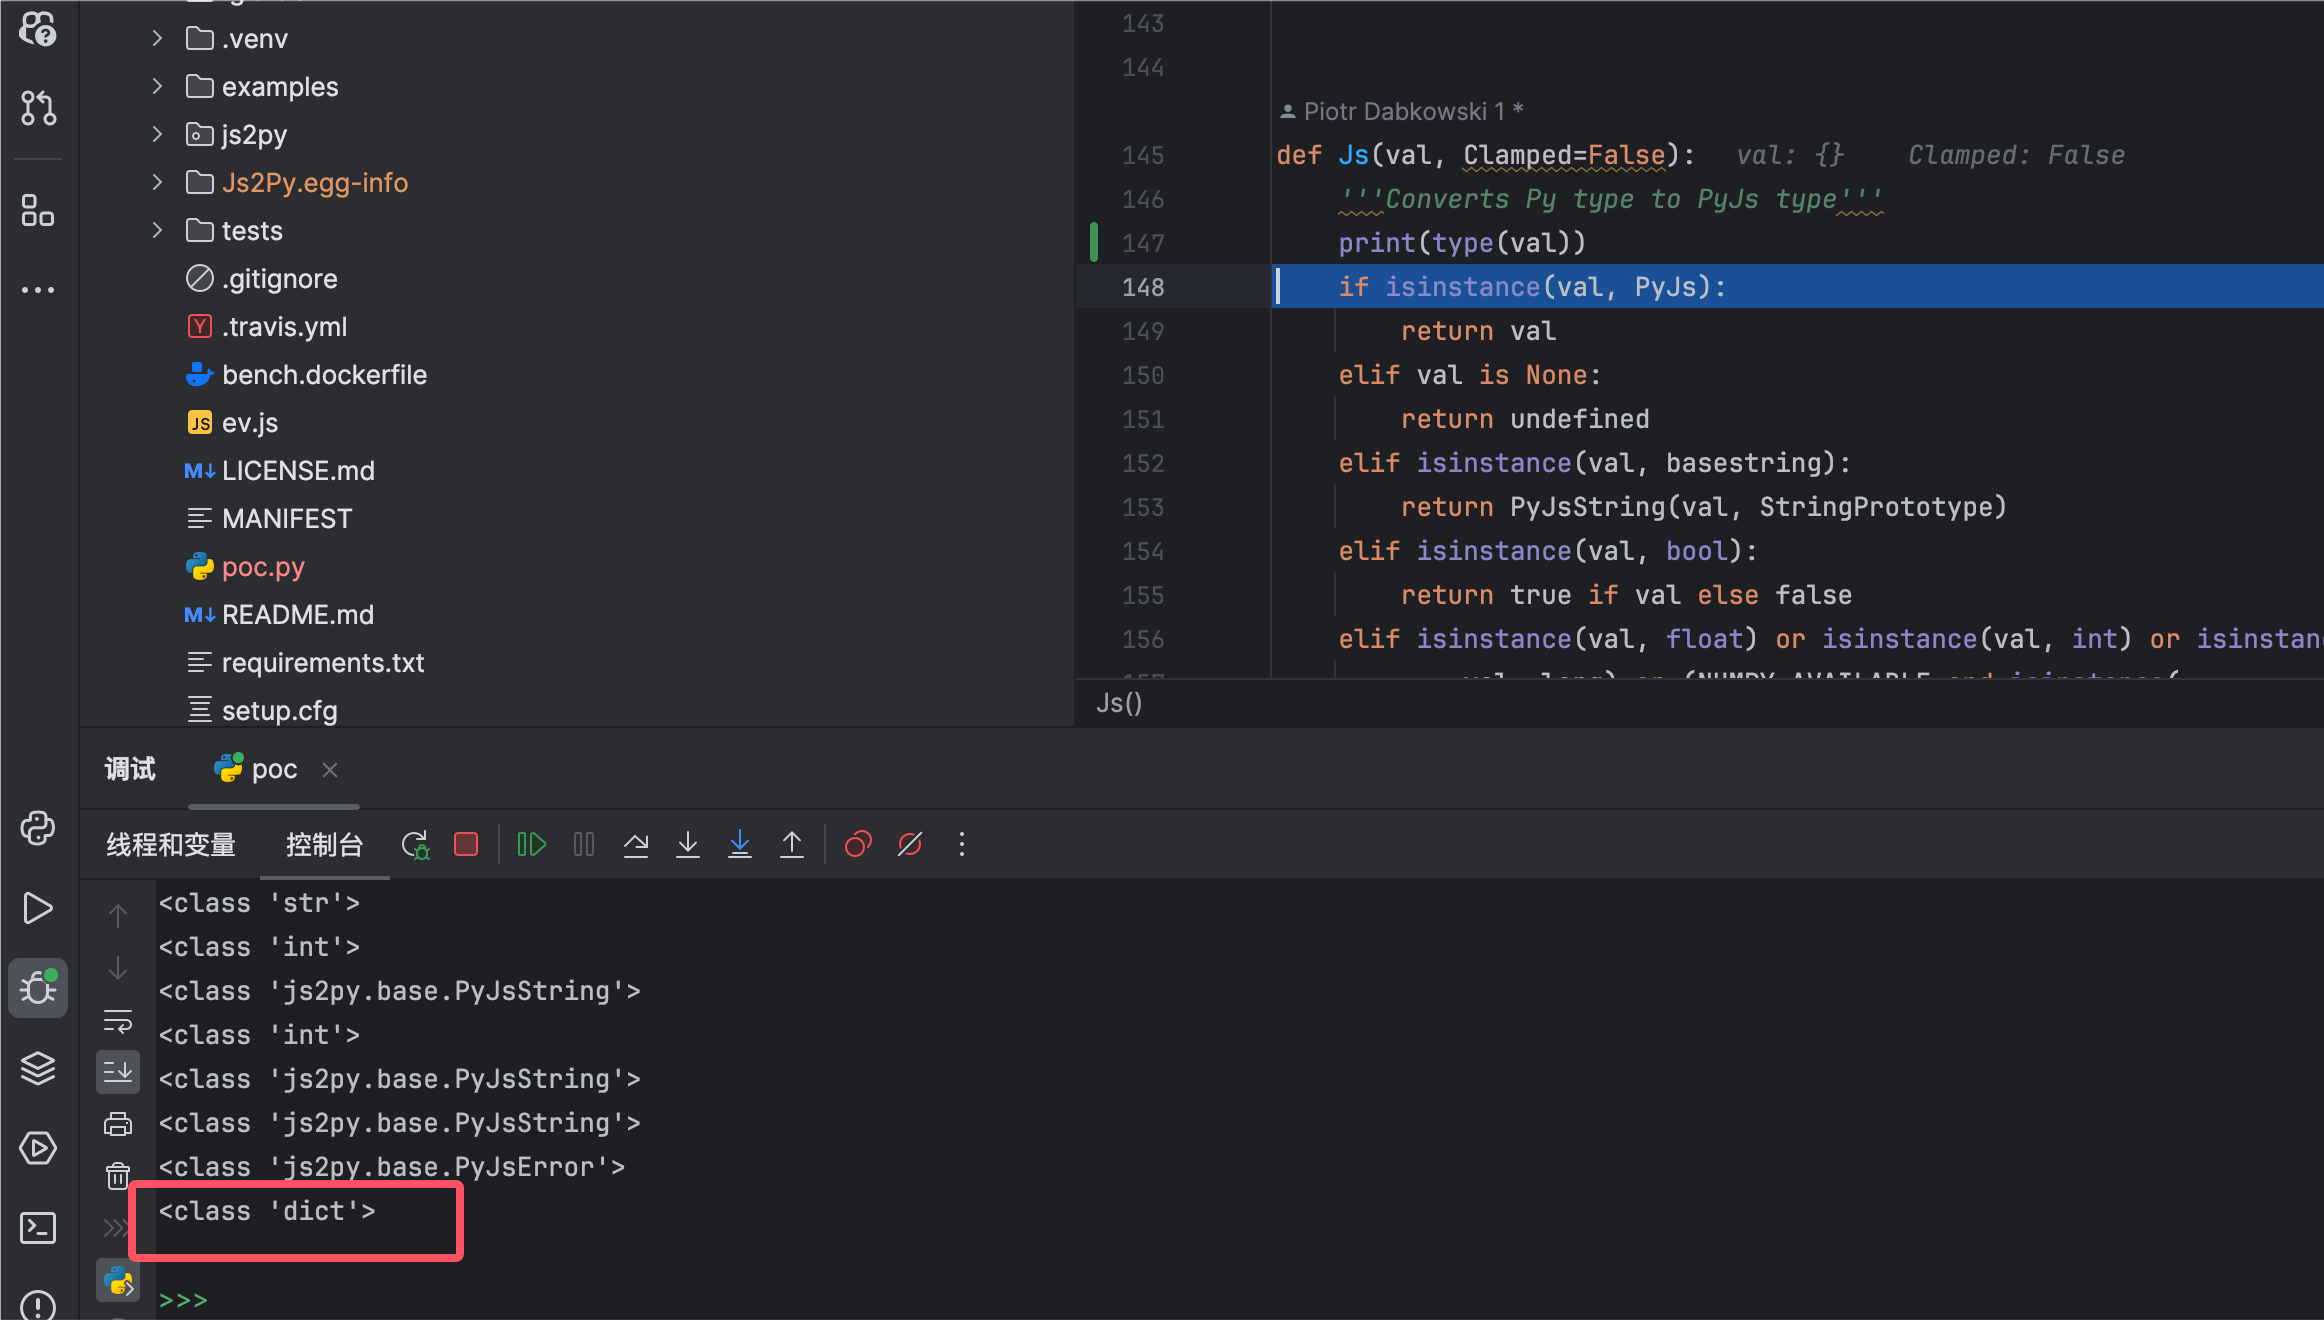 .venv
examples
js2py
Js2Py.egg-info
tests
.gitignore
.travis.yml
bench.dockerfile
ev.js
LICENSE.md
MANIFEST
poc.py
README.md
requirements.txt
setup.cfg
143
144
Piotr Dabkowski 1 *
145 def Js(val, Clamped=False): val: {} Clamped: False
146 '''Converts Py type to PyJs type'''
147 print(type(val))
148 if isinstance(val, PyJs):
149 return val
150 elif val is None:
151 return undefined
152 elif isinstance(val, basestring):
153 return PyJsString(val, StringPrototype)
154 elif isinstance(val, bool):
155 return true if val else false
156 elif isinstance(val, float) or isinstance(val, int) or
Js()
调试 poc
线程和变量 控制台
<class 'str'>
<class 'int'>
<class 'js2py.base.PyJsString'>
<class 'int'>
<class 'js2py.base.PyJsString'>
<class 'js2py.base.PyJsString'>
<class 'js2py.base.PyJsError'>
<class 'dict'>
>>>